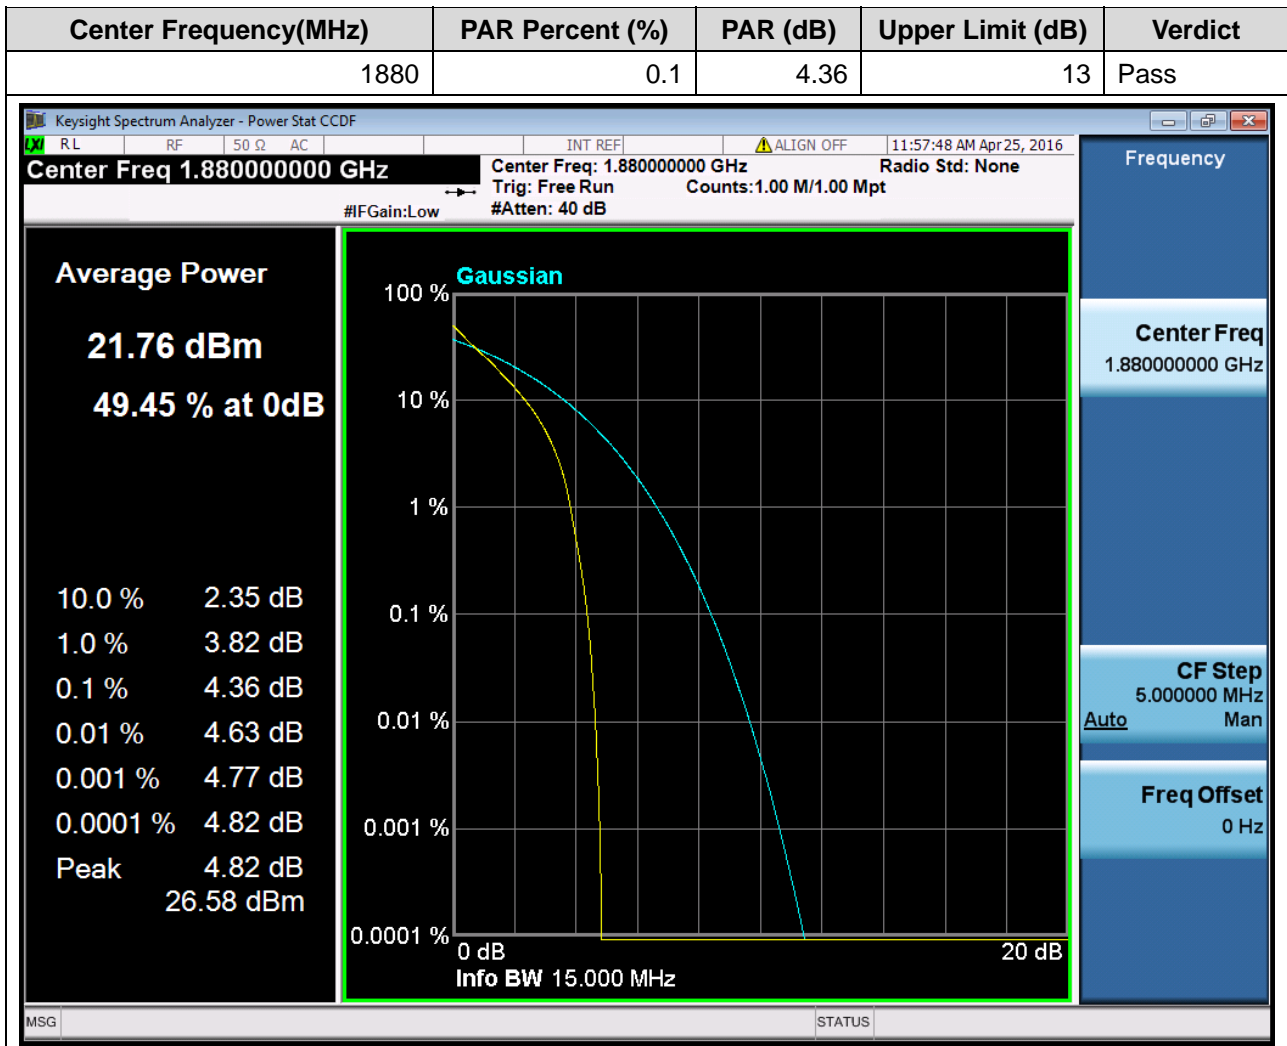 Center Frequency(MHz) PAR Percent (%) PAR (dB) Upper Limit (dB) Verdict
1880 0.1 4.36 13 Pass
Keysight Spectrum Analyzer - Power Stat CCDF
LXI RL RF 50 Ω AC INT REF ALIGN OFF 11:57:48 AM Apr 25, 2016
Center Freq 1.880000000 GHz
Center Freq: 1.880000000 GHz Radio Std: None
Trig: Free Run Counts:1.00 M/1.00 Mpt
#IFGain:Low #Atten: 40 dB
Average Power
21.76 dBm
49.45 % at 0dB
10.0 % 2.35 dB
1.0 % 3.82 dB
0.1 % 4.36 dB
0.01 % 4.63 dB
0.001 % 4.77 dB
0.0001 % 4.82 dB
Peak 4.82 dB
26.58 dBm
Gaussian
100 %
10 %
1 %
0.1 %
0.01 %
0.001 %
0.0001 %
0 dB 20 dB
Info BW 15.000 MHz
Frequency
Center Freq
1.880000000 GHz
CF Step
5.000000 MHz
Auto Man
Freq Offset
0 Hz
MSG STATUS